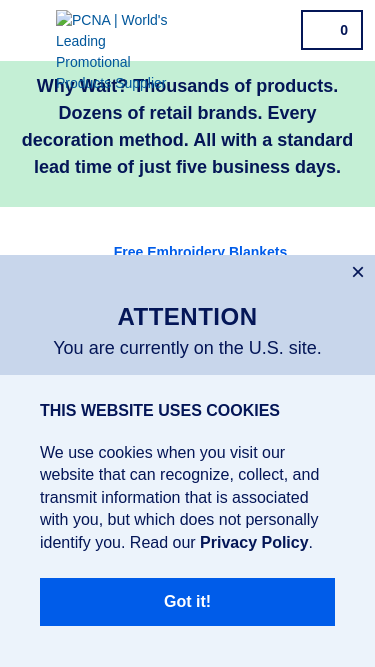 PCNA | World's
Leading
Promotional
Products Supplier
0
Why Wait? Thousands of products.
Dozens of retail brands. Every
decoration method. All with a standard
lead time of just five business days.
Free Embroidery Blankets
×
ATTENTION
You are currently on the U.S. site.
THIS WEBSITE USES COOKIES
We use cookies when you visit our
website that can recognize, collect, and
transmit information that is associated
with you, but which does not personally
identify you. Read our Privacy Policy.
Got it!